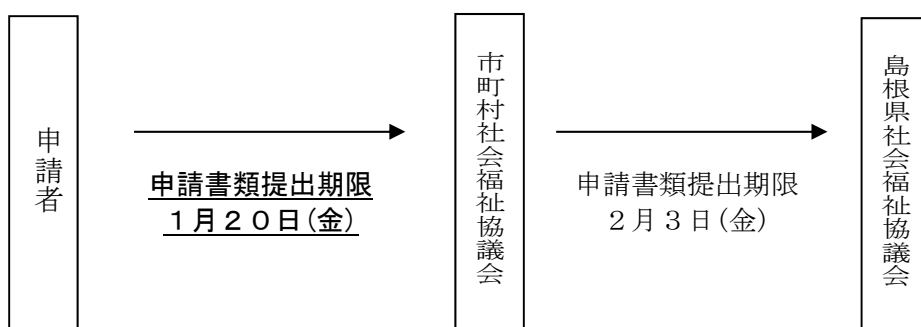 申請者
申請書類提出期限
１月２０日(金)
市町村社会福祉協議会
申請書類提出期限
２月３日(金)
島根県社会福祉協議会